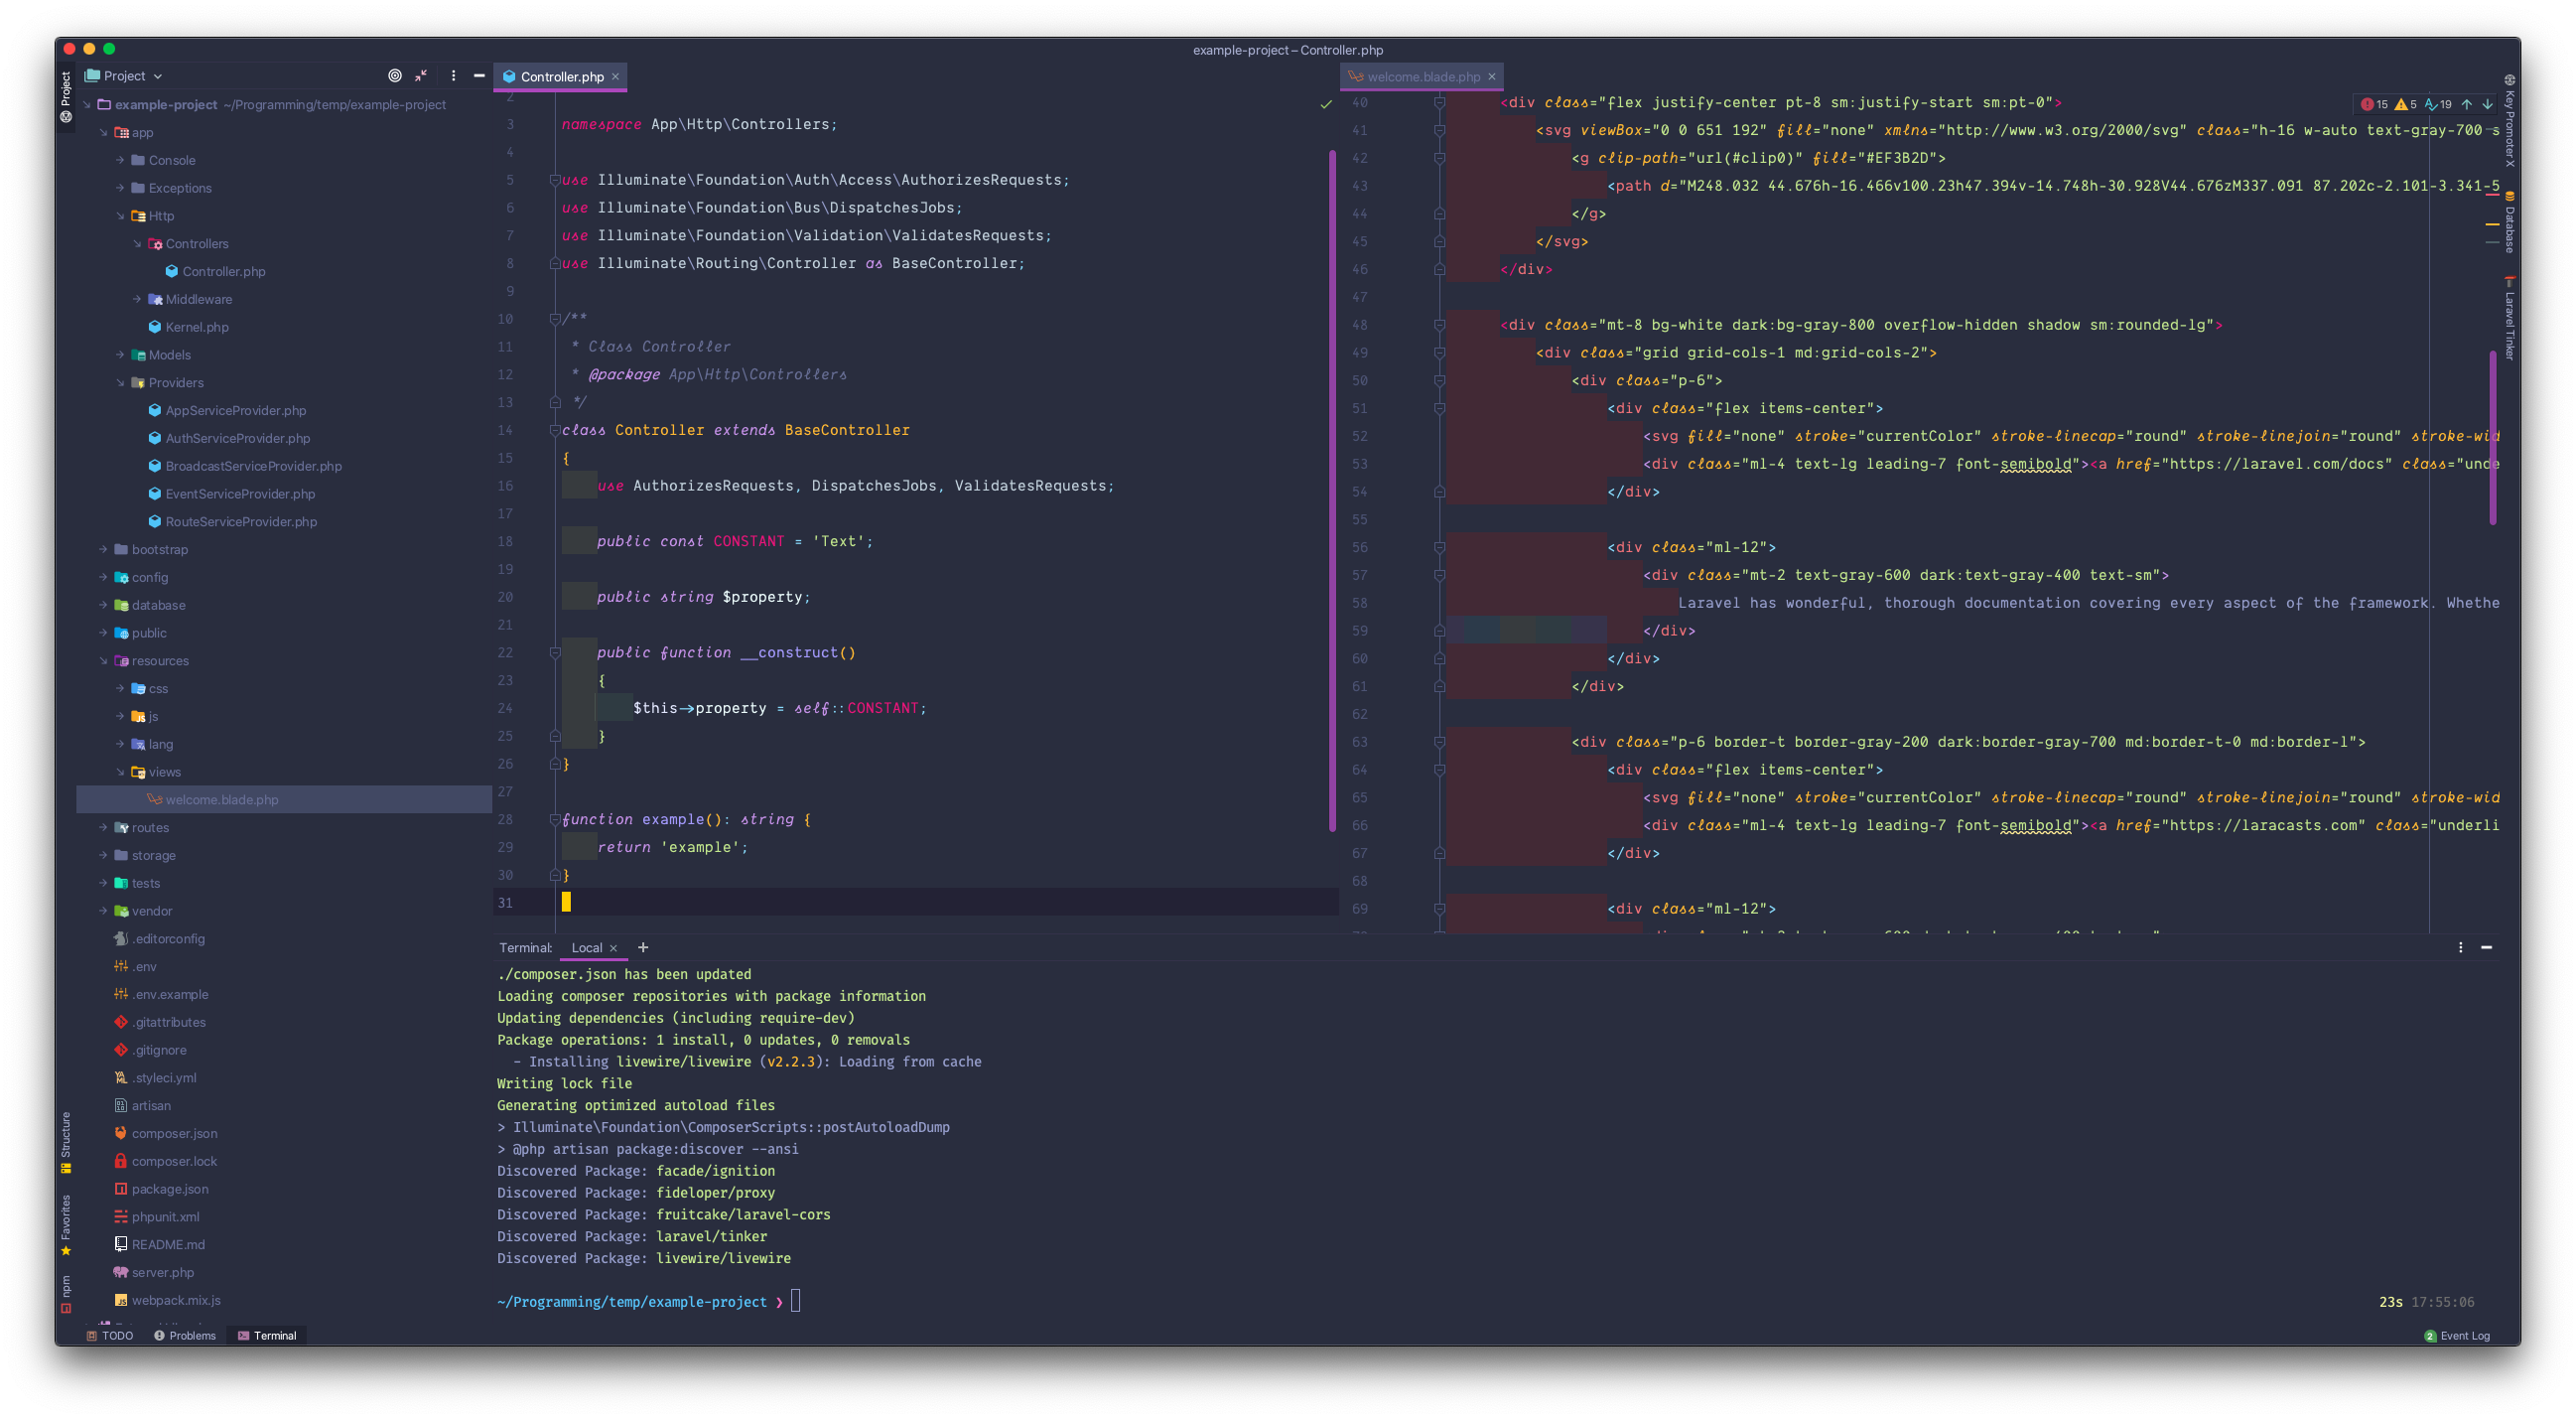 example-project – Controller.php
Project
example-project ~/Programming/temp/example-project
app
Console
Exceptions
Http
Controllers
Controller.php
Middleware
Kernel.php
Models
Providers
AppServiceProvider.php
AuthServiceProvider.php
BroadcastServiceProvider.php
EventServiceProvider.php
RouteServiceProvider.php
bootstrap
config
database
public
resources
css
js
lang
views
welcome.blade.php
routes
storage
tests
vendor
.editorconfig
.env
.env.example
.gitattributes
.gitignore
.styleci.yml
artisan
composer.json
composer.lock
package.json
phpunit.xml
README.md
server.php
webpack.mix.js
Project
Structure
Favorites
npm
Controller.php
2
3 namespace App\Http\Controllers;
4
5 use Illuminate\Foundation\Auth\Access\AuthorizesRequests;
6 use Illuminate\Foundation\Bus\DispatchesJobs;
7 use Illuminate\Foundation\Validation\ValidatesRequests;
8 use Illuminate\Routing\Controller as BaseController;
9
10 /**
11 * Class Controller
12 * @package App\Http\Controllers
13 */
14 class Controller extends BaseController
15 {
16 use AuthorizesRequests, DispatchesJobs, ValidatesRequests;
17
18 public const CONSTANT = 'Text';
19
20 public string $property;
21
22 public function __construct()
23 {
24 $this->property = self::CONSTANT;
25 }
26 }
27
28 function example(): string {
29 return 'example';
30 }
31
welcome.blade.php
15 5 19
40 <div class="flex justify-center pt-8 sm:justify-start sm:pt-0">
41 <svg viewBox="0 0 651 192" fill="none" xmlns="http://www.w3.org/2000/svg" class="h-16 w-auto text-gray-700 s
42 <g clip-path="url(#clip0)" fill="#EF3B2D">
43 <path d="M248.032 44.676h-16.466v100.23h47.394v-14.748h-30.928V44.676zM337.091 87.202c-2.101-3.341-5
44 </g>
45 </svg>
46 </div>
47
48 <div class="mt-8 bg-white dark:bg-gray-800 overflow-hidden shadow sm:rounded-lg">
49 <div class="grid grid-cols-1 md:grid-cols-2">
50 <div class="p-6">
51 <div class="flex items-center">
52 <svg fill="none" stroke="currentColor" stroke-linecap="round" stroke-linejoin="round" stroke-wid
53 <div class="ml-4 text-lg leading-7 font-semibold"><a href="https://laravel.com/docs" class="unde
54 </div>
55
56 <div class="ml-12">
57 <div class="mt-2 text-gray-600 dark:text-gray-400 text-sm">
58 Laravel has wonderful, thorough documentation covering every aspect of the framework. Whethe
59 </div>
60 </div>
61 </div>
62
63 <div class="p-6 border-t border-gray-200 dark:border-gray-700 md:border-t-0 md:border-l">
64 <div class="flex items-center">
65 <svg fill="none" stroke="currentColor" stroke-linecap="round" stroke-linejoin="round" stroke-wid
66 <div class="ml-4 text-lg leading-7 font-semibold"><a href="https://laracasts.com" class="underli
67 </div>
68
69 <div class="ml-12">
Key Promoter X
Database
Laravel Tinker
Terminal: Local
./composer.json has been updated
Loading composer repositories with package information
Updating dependencies (including require-dev)
Package operations: 1 install, 0 updates, 0 removals
- Installing livewire/livewire (v2.2.3): Loading from cache
Writing lock file
Generating optimized autoload files
> Illuminate\Foundation\ComposerScripts::postAutoloadDump
> @php artisan package:discover --ansi
Discovered Package: facade/ignition
Discovered Package: fideloper/proxy
Discovered Package: fruitcake/laravel-cors
Discovered Package: laravel/tinker
Discovered Package: livewire/livewire
~/Programming/temp/example-project ❯
23s 17:55:06
TODO Problems Terminal
2 Event Log